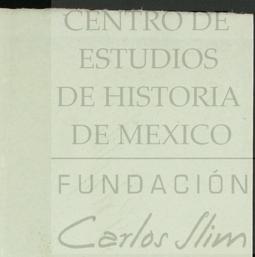 CENTRO DE
ESTUDIOS
DE HISTORIA
DE MEXICO
FUNDACIÓN
Carlos Slim